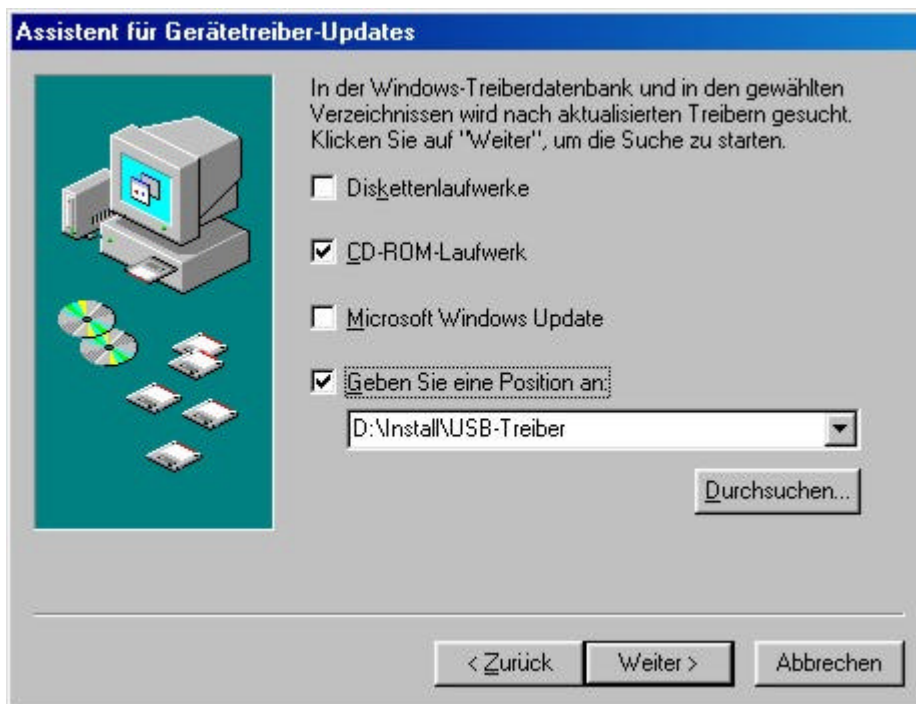 Assistent für Gerätetreiber-Updates
In der Windows-Treiberdatenbank und in den gewählten
Verzeichnissen wird nach aktualisierten Treibern gesucht.
Klicken Sie auf "Weiter", um die Suche zu starten.
Diskettenlaufwerke
CD-ROM-Laufwerk
Microsoft Windows Update
Geben Sie eine Position an:
D:\Install\USB-Treiber
Durchsuchen...
< Zurück Weiter > Abbrechen